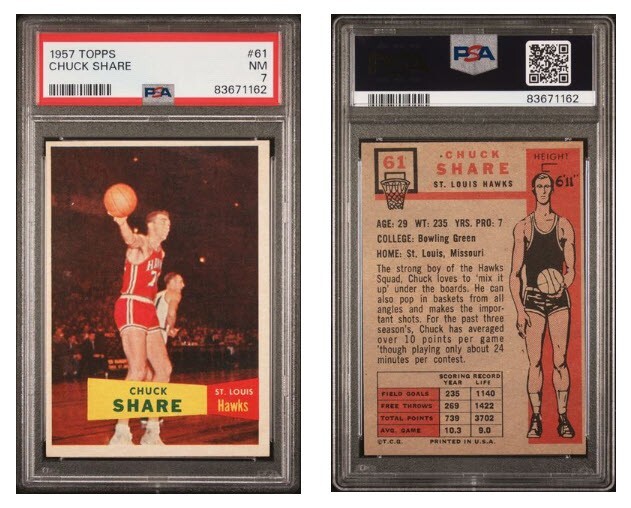 1957 TOPPS #61
CHUCK SHARE NM
7
PSA 83671162
CHUCK
SHARE
ST. LOUIS
Hawks
PSA
83671162
61
CHUCK
SHARE
ST. LOUIS HAWKS
HEIGHT
6'11"
AGE: 29 WT: 235 YRS. PRO: 7
COLLEGE: Bowling Green
HOME: St. Louis, Missouri
The strong boy of the Hawks
Squad, Chuck loves to 'mix it
up' under the boards. He can
also pop in baskets from all
angles and makes the impor-
tant shots. For the past three
season's, Chuck has averaged
over 10 points per game
'though playing only about 24
minutes per contest.
SCORING RECORD
YEAR LIFE
FIELD GOALS 235 1140
FREE THROWS 269 1422
TOTAL POINTS 739 3702
AVG. GAME 10.3 9.0
©T.C.G. PRINTED IN U.S.A.